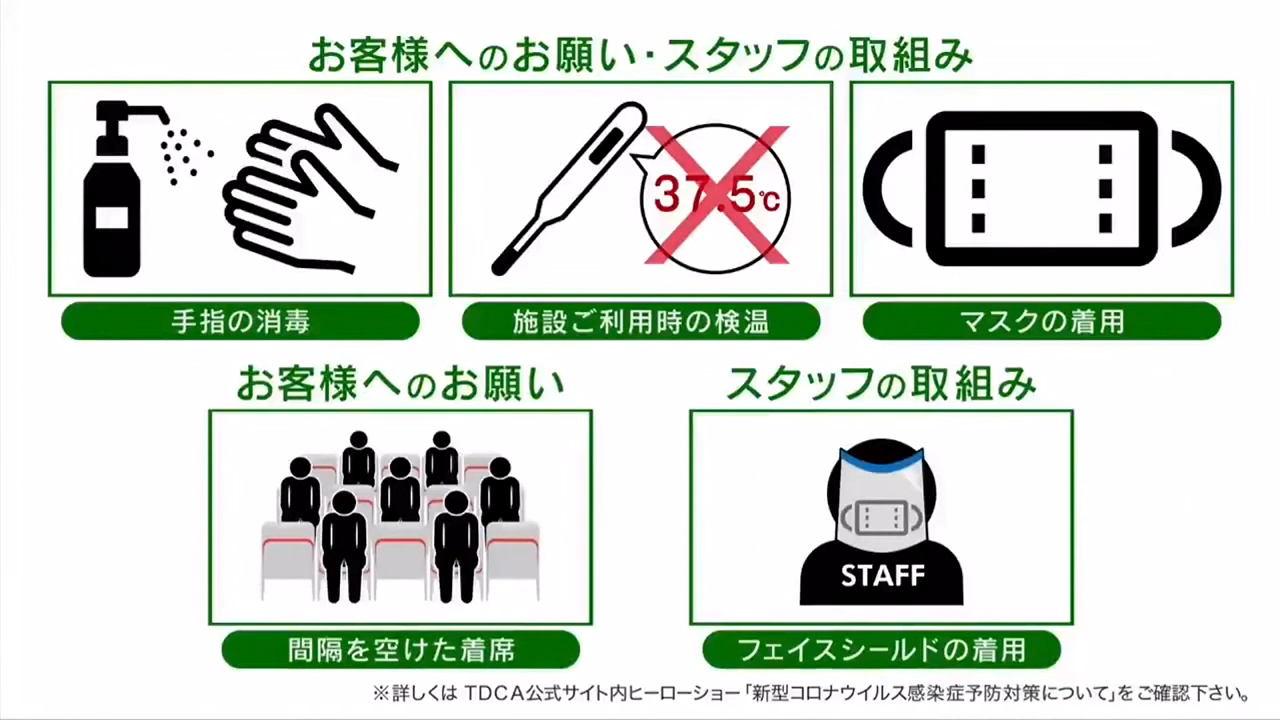 お客様へのお願い・スタッフの取組み
37.5℃
手指の消毒
施設ご利用時の検温
マスクの着用
お客様へのお願い
スタッフの取組み
STAFF
間隔を空けた着席
フェイスシールドの着用
※詳しくは TDCA公式サイト内ヒーローショー「新型コロナウイルス感染症予防対策について」をご確認下さい。